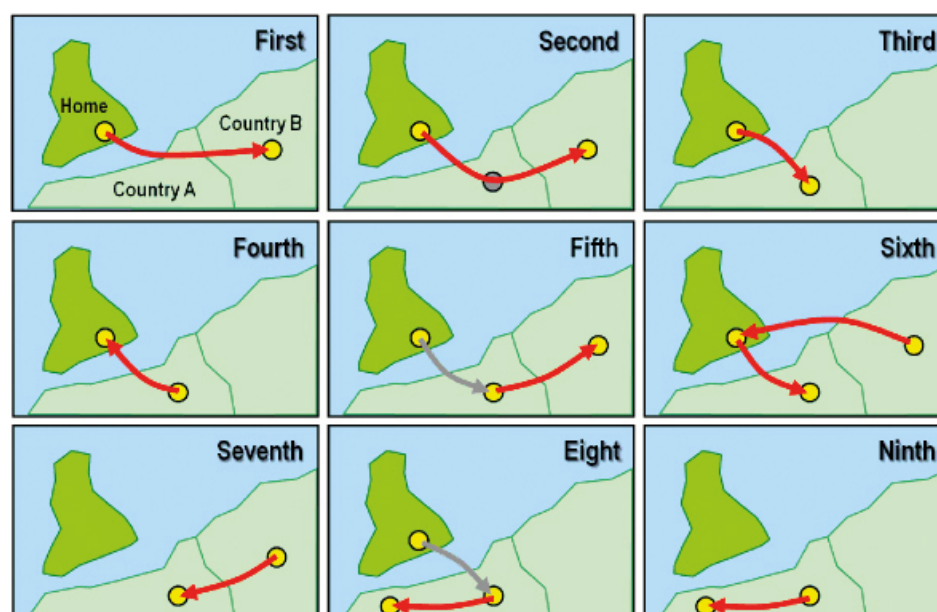 First
Home
Country B
Country A
Second
Third
Fourth
Fifth
Sixth
Seventh
Eight
Ninth